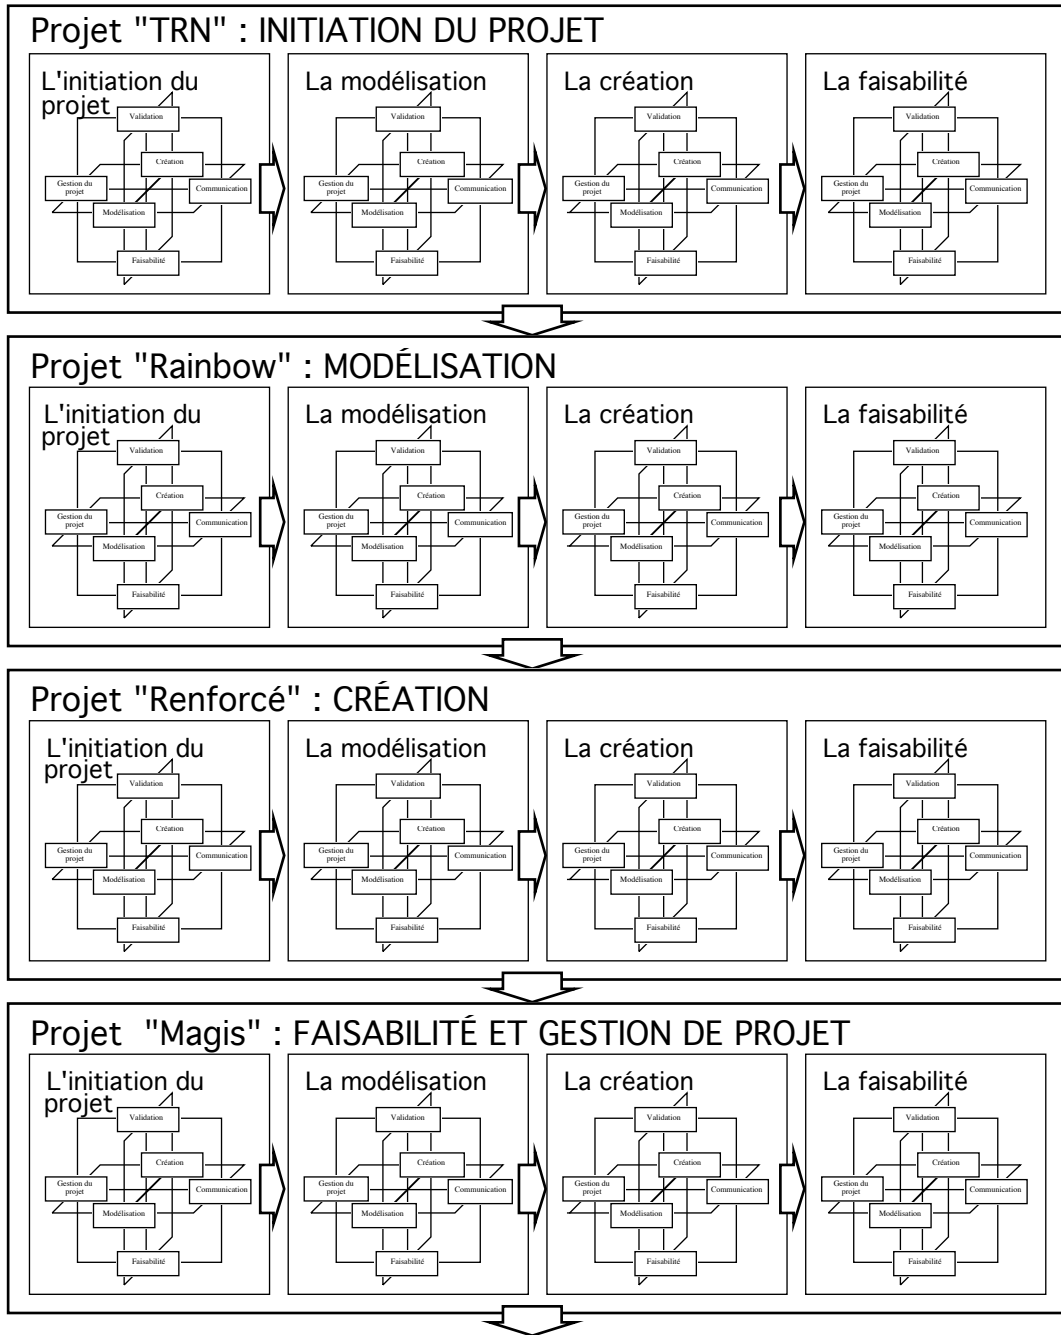 Projet "TRN" : INITIATION DU PROJET
L'initiation du
projet
Validation
Création
Gestion du
projet
Communication
Modélisation
Faisabilité
La modélisation
Validation
Création
Gestion du
projet
Communication
Modélisation
Faisabilité
La création
Validation
Création
Gestion du
projet
Communication
Modélisation
Faisabilité
La faisabilité
Validation
Création
Gestion du
projet
Communication
Modélisation
Faisabilité
Projet "Rainbow" : MODÉLISATION
L'initiation du
projet
Validation
Création
Gestion du
projet
Communication
Modélisation
Faisabilité
La modélisation
Validation
Création
Gestion du
projet
Communication
Modélisation
Faisabilité
La création
Validation
Création
Gestion du
projet
Communication
Modélisation
Faisabilité
La faisabilité
Validation
Création
Gestion du
projet
Communication
Modélisation
Faisabilité
Projet "Renforcé" : CRÉATION
L'initiation du
projet
Validation
Création
Gestion du
projet
Communication
Modélisation
Faisabilité
La modélisation
Validation
Création
Gestion du
projet
Communication
Modélisation
Faisabilité
La création
Validation
Création
Gestion du
projet
Communication
Modélisation
Faisabilité
La faisabilité
Validation
Création
Gestion du
projet
Communication
Modélisation
Faisabilité
Projet "Magis" : FAISABILITÉ ET GESTION DE PROJET
L'initiation du
projet
Validation
Création
Gestion du
projet
Communication
Modélisation
Faisabilité
La modélisation
Validation
Création
Gestion du
projet
Communication
Modélisation
Faisabilité
La création
Validation
Création
Gestion du
projet
Communication
Modélisation
Faisabilité
La faisabilité
Validation
Création
Gestion du
projet
Communication
Modélisation
Faisabilité